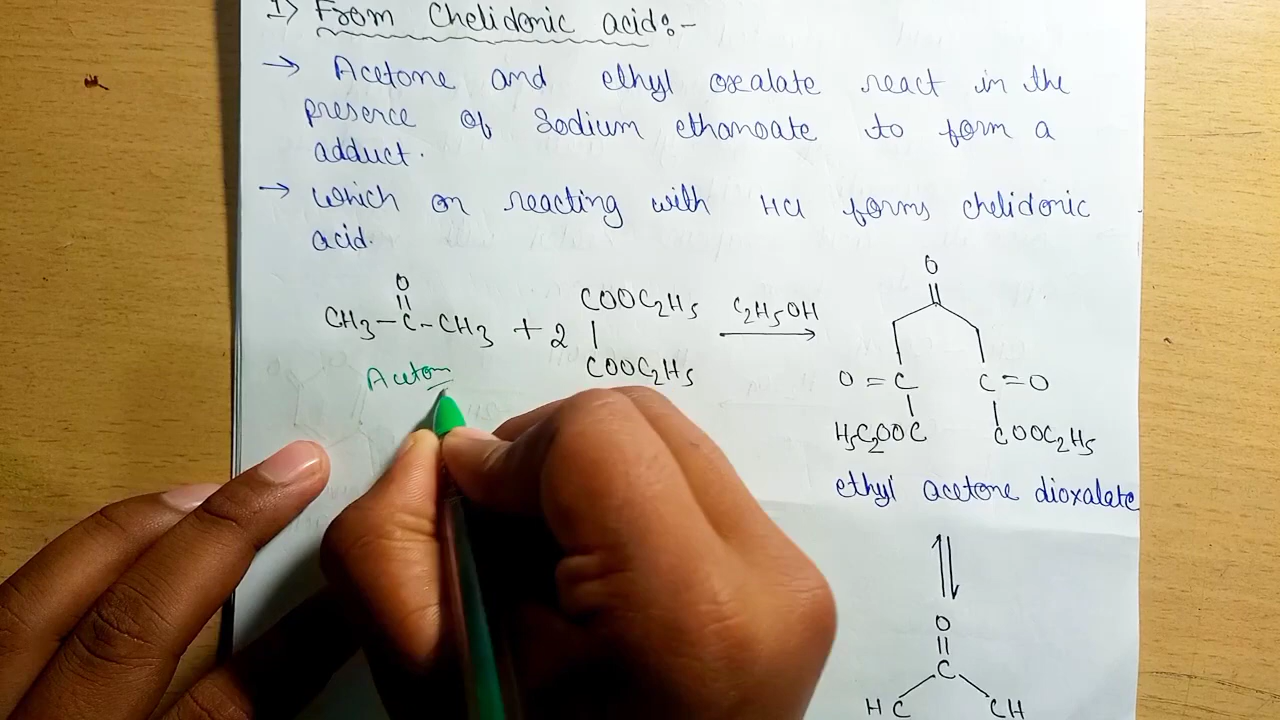 1) From Chelidonic acid:-
→ Acetone and ethyl oxalate react in the
presence of Sodium ethanoate to form a
adduct.
→ Which on reacting with HCl forms chelidonic
acid.
O
||
CH3-C-CH3 + 2 COOC2H5
|
COOC2H5
C2H5OH
O
O=C C=O
H5C2OOC COOC2H5
ethyl acetone dioxalate
O
||
C
HC CH
Aceton